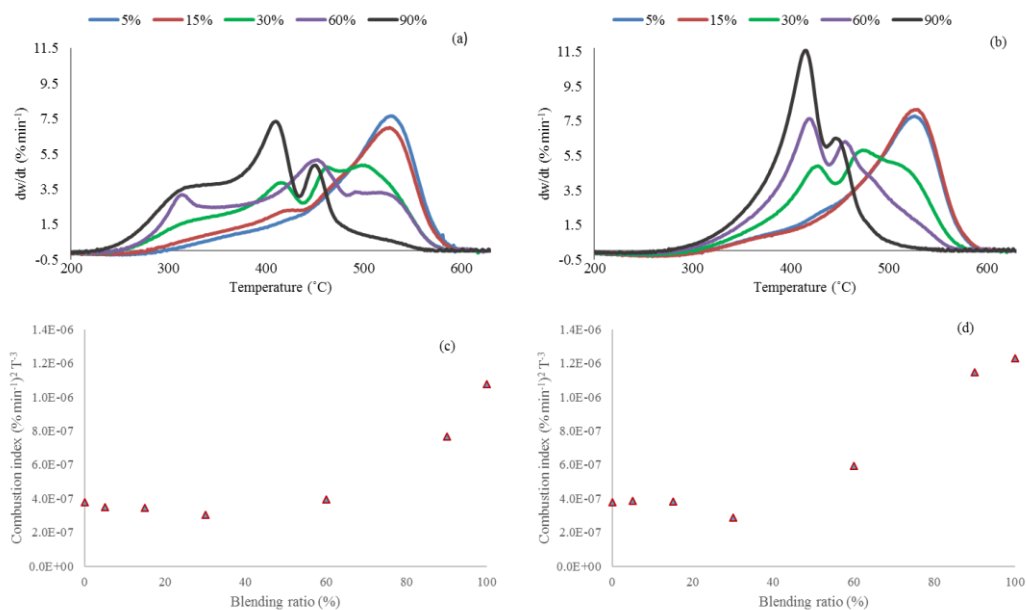 5% 15% 30% 60% 90%
(a)
11.5
9.5
7.5
5.5
3.5
1.5
-0.5
dw/dt (%min-1)
200 300 400 500 600
Temperature (˚C)
5% 15% 30% 60% 90%
(b)
11.5
9.5
7.5
5.5
3.5
1.5
-0.5
dw/dt (%min-1)
200 300 400 500 600
Temperature (˚C)
(c)
1.4E-06
1.2E-06
1.0E-06
8.0E-07
6.0E-07
4.0E-07
2.0E-07
0.0E+00
Combustion index (%min-1)2 T-3
0 20 40 60 80 100
Blending ratio (%)
(d)
1.4E-06
1.2E-06
1.0E-06
8.0E-07
6.0E-07
4.0E-07
2.0E-07
0.0E+00
Combustion index (%min-1)2 T-3
0 20 40 60 80 100
Blending ratio (%)